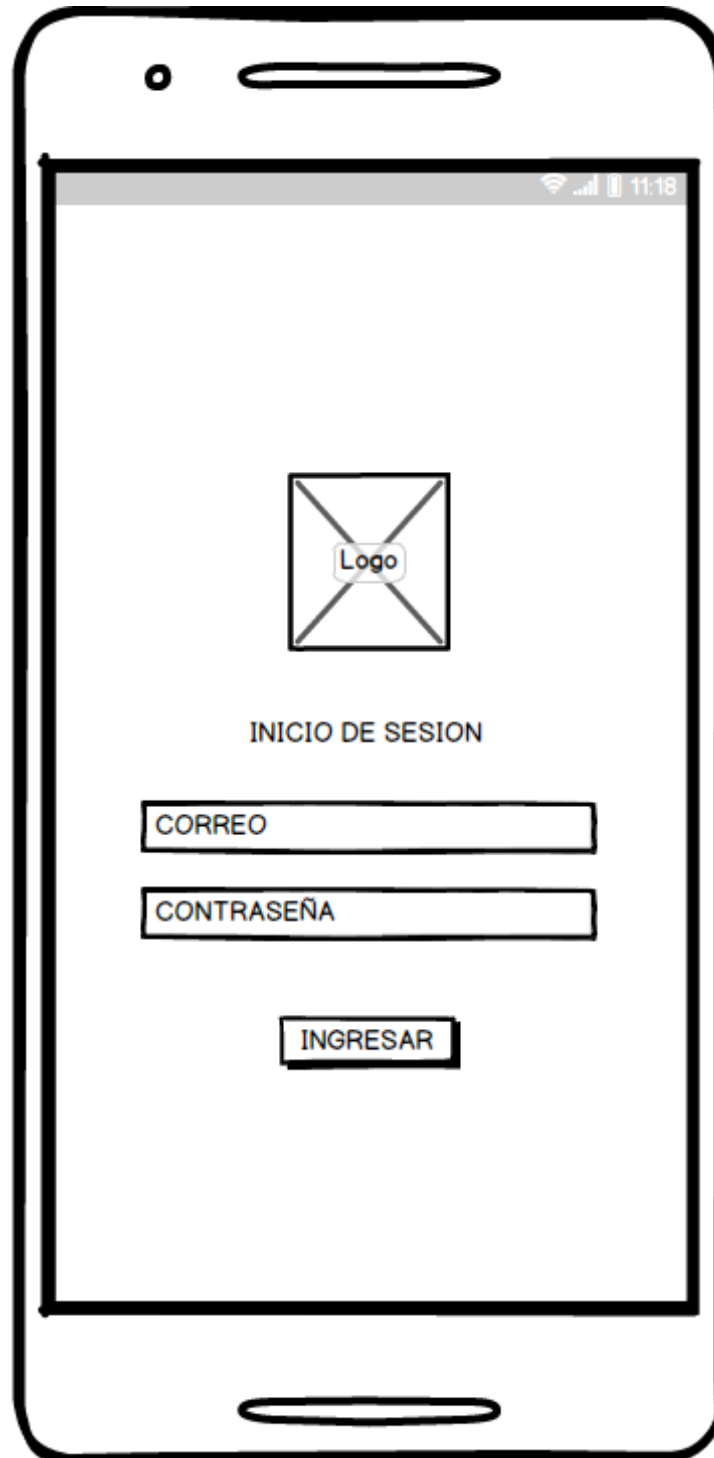 11:18
Logo
INICIO DE SESION
CORREO
CONTRASEÑA
INGRESAR